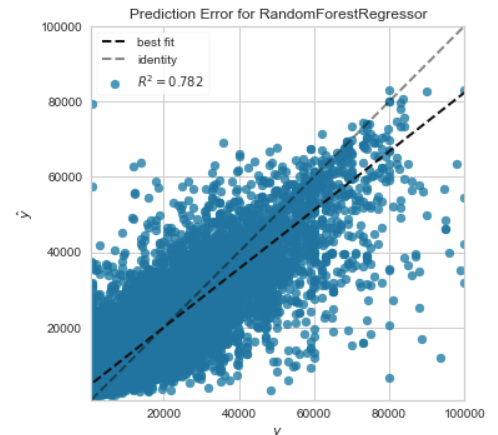 Prediction Error for RandomForestRegressor
best fit
identity
R² = 0.782
100000
80000
60000
40000
20000
ŷ
20000 40000 60000 80000 100000
y